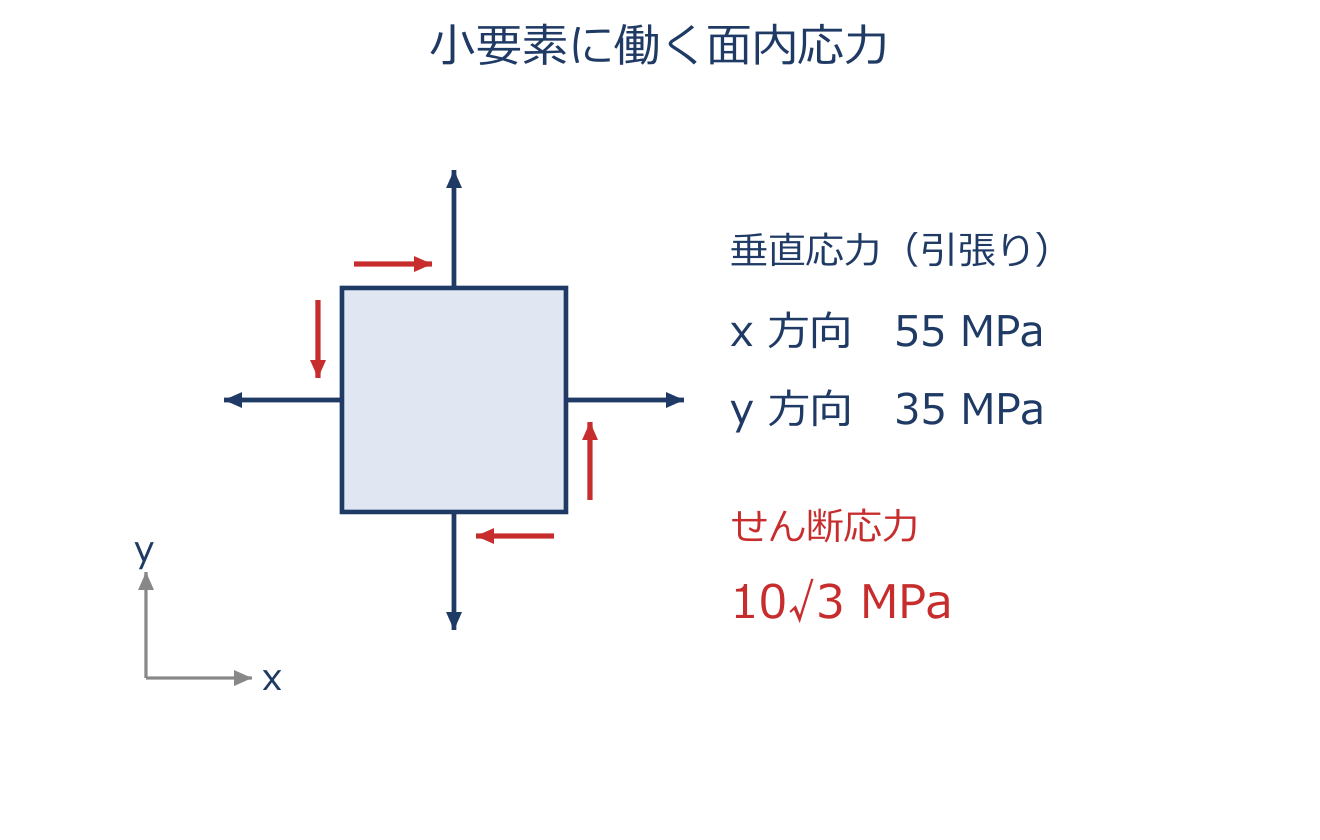 小要素に働く面内応力
垂直応力（引張り）
x 方向　55 MPa
y 方向　35 MPa
せん断応力
10√3 MPa
y
x